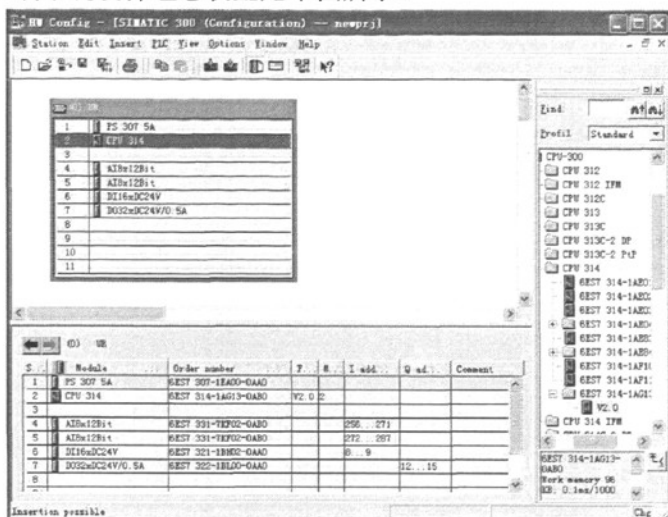 HW Config - [SIMATIC 300 (Configuration) -- newprj]
Station Edit Insert PLC View Options Window Help
(0) UR
1 PS 307 5A
2 CPU 314
3
4 AI8x12Bit
5 AI8x12Bit
6 DI16xDC24V
7 DO32xDC24V/0.5A
8
9
10
11
Find:
Profil Standard
CPU-300
CPU 312
CPU 312 IFM
CPU 312C
CPU 313
CPU 313C
CPU 313C-2 DP
CPU 313C-2 PtP
CPU 314
6ES7 314-1AE0
6ES7 314-1AE0
6ES7 314-1AE0
6ES7 314-1AE0
6ES7 314-1AE8
6ES7 314-1AE8
6ES7 314-1AF1
6ES7 314-1AF1
6ES7 314-1AG1
V2.0
CPU 314 IFM
6ES7 314-1AG13-0AB0
Work memory 96
KB; 0.1ms/1000
(0) UR
S... Module Order number F... M... I add... Q ad... Comment
1 PS 307 5A 6ES7 307-1EA00-0AA0
2 CPU 314 6ES7 314-1AG13-0AB0 V2.0 2
3
4 AI8x12Bit 6ES7 331-7KF02-0AB0 256...271
5 AI8x12Bit 6ES7 331-7KF02-0AB0 272...287
6 DI16xDC24V 6ES7 321-1BH02-0AA0 8...9
7 DO32xDC24V/0.5A 6ES7 322-1BL00-0AA0 12...15
8
Insertion possible
Chg